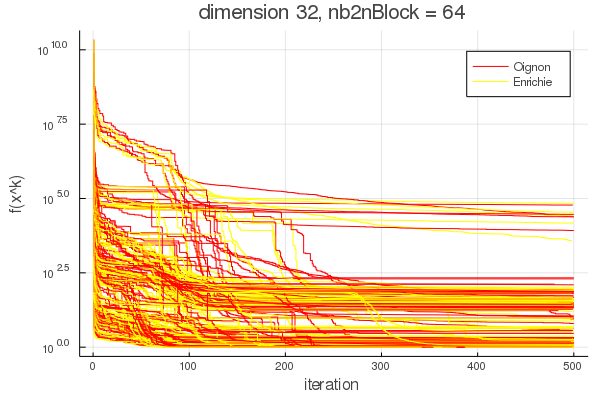 dimension 32, nb2nBlock = 64
Oignon
Enrichie
10^10.0
10^7.5
10^5.0
10^2.5
10^0.0
f(x^k)
0 100 200 300 400 500
iteration